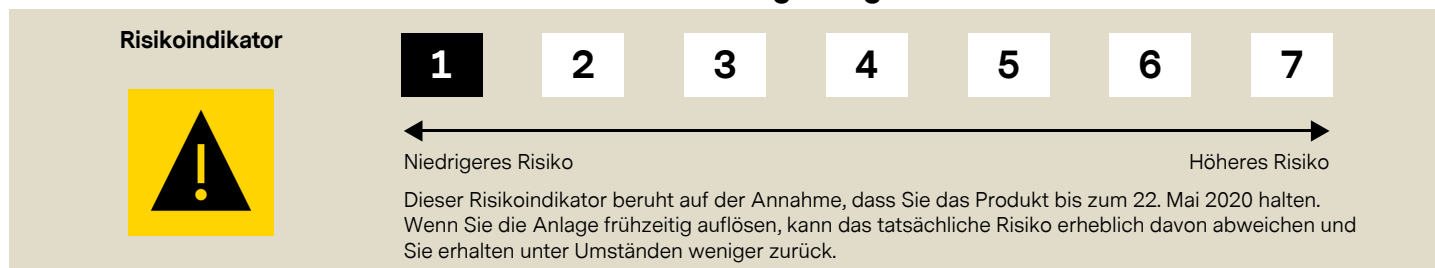 Risikoindikator
1 2 3 4 5 6 7
Niedrigeres Risiko Höheres Risiko
Dieser Risikoindikator beruht auf der Annahme, dass Sie das Produkt bis zum 22. Mai 2020 halten.
Wenn Sie die Anlage frühzeitig auflösen, kann das tatsächliche Risiko erheblich davon abweichen und
Sie erhalten unter Umständen weniger zurück.